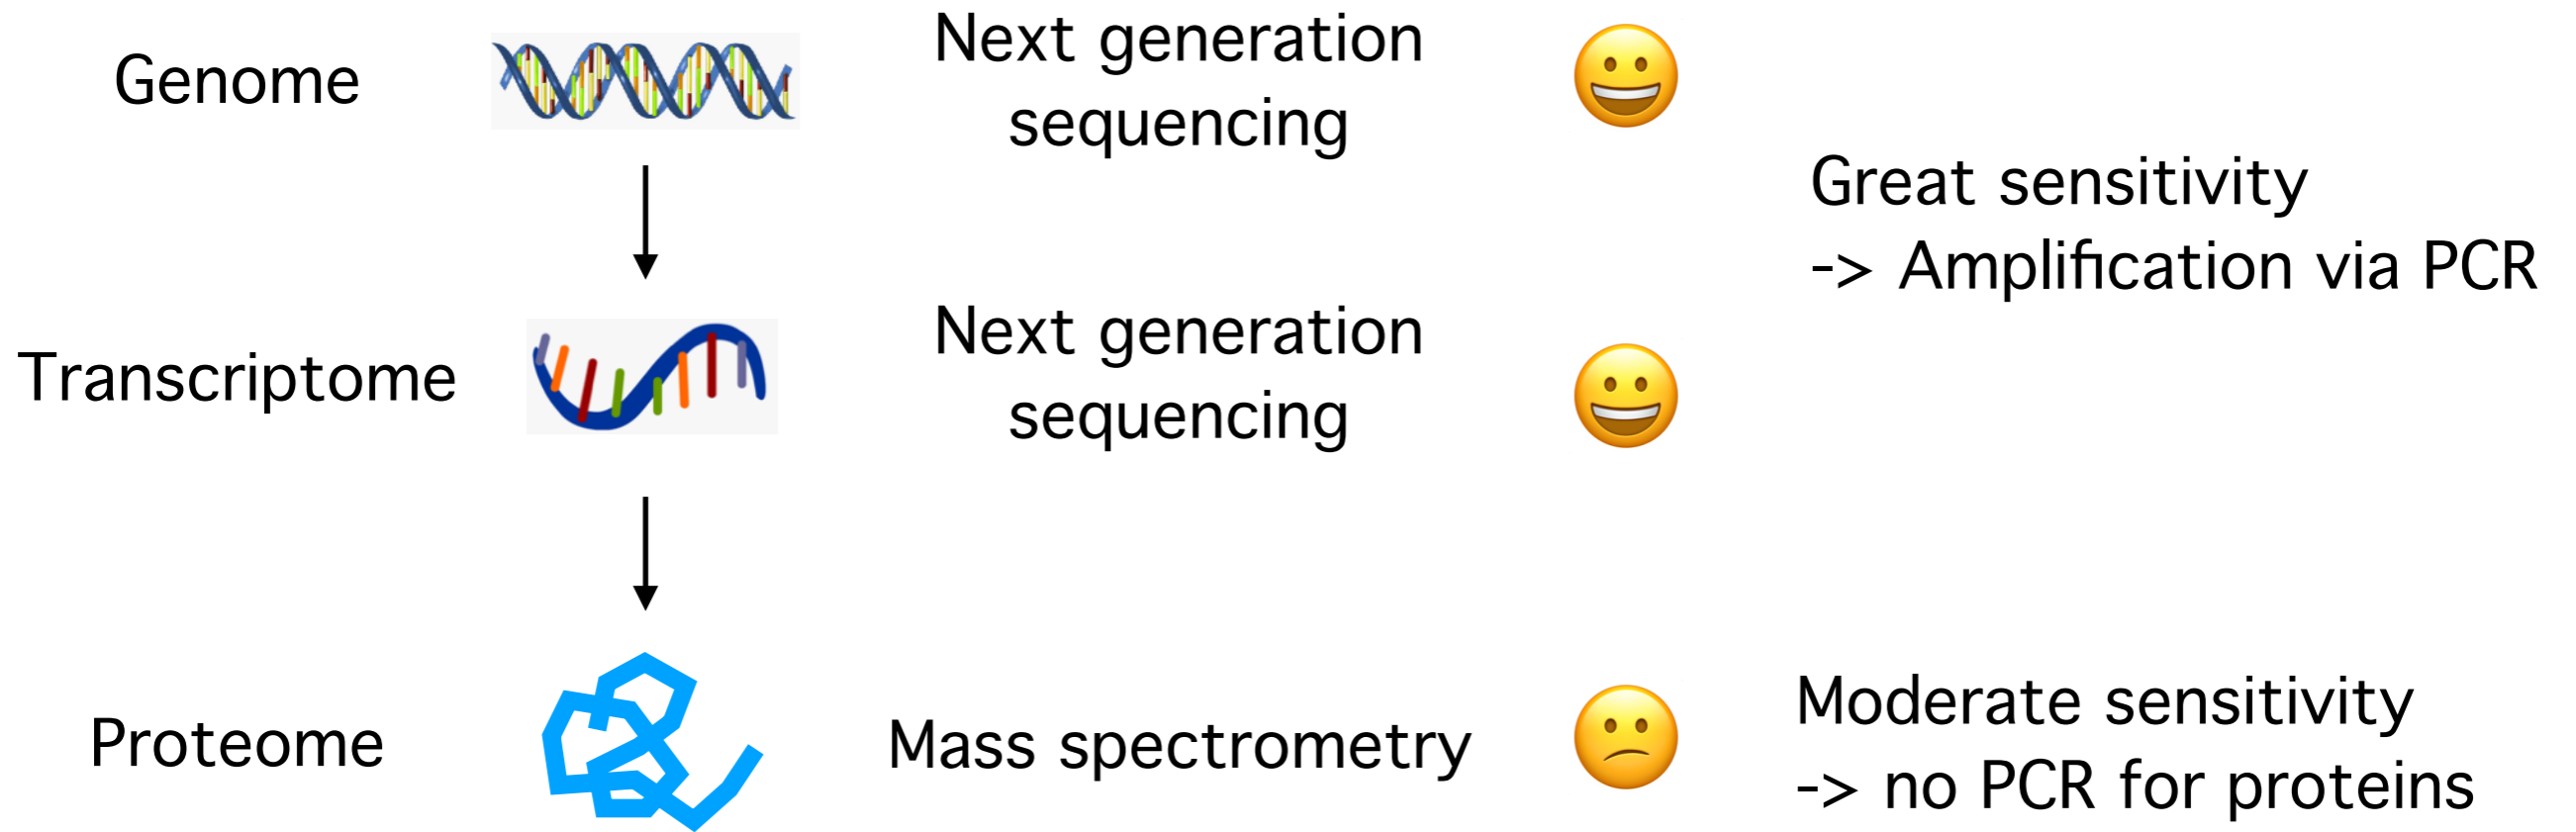 Genome
Next generation
sequencing
Great sensitivity
-> Amplification via PCR
Transcriptome
Next generation
sequencing
Proteome
Mass spectrometry
Moderate sensitivity
-> no PCR for proteins